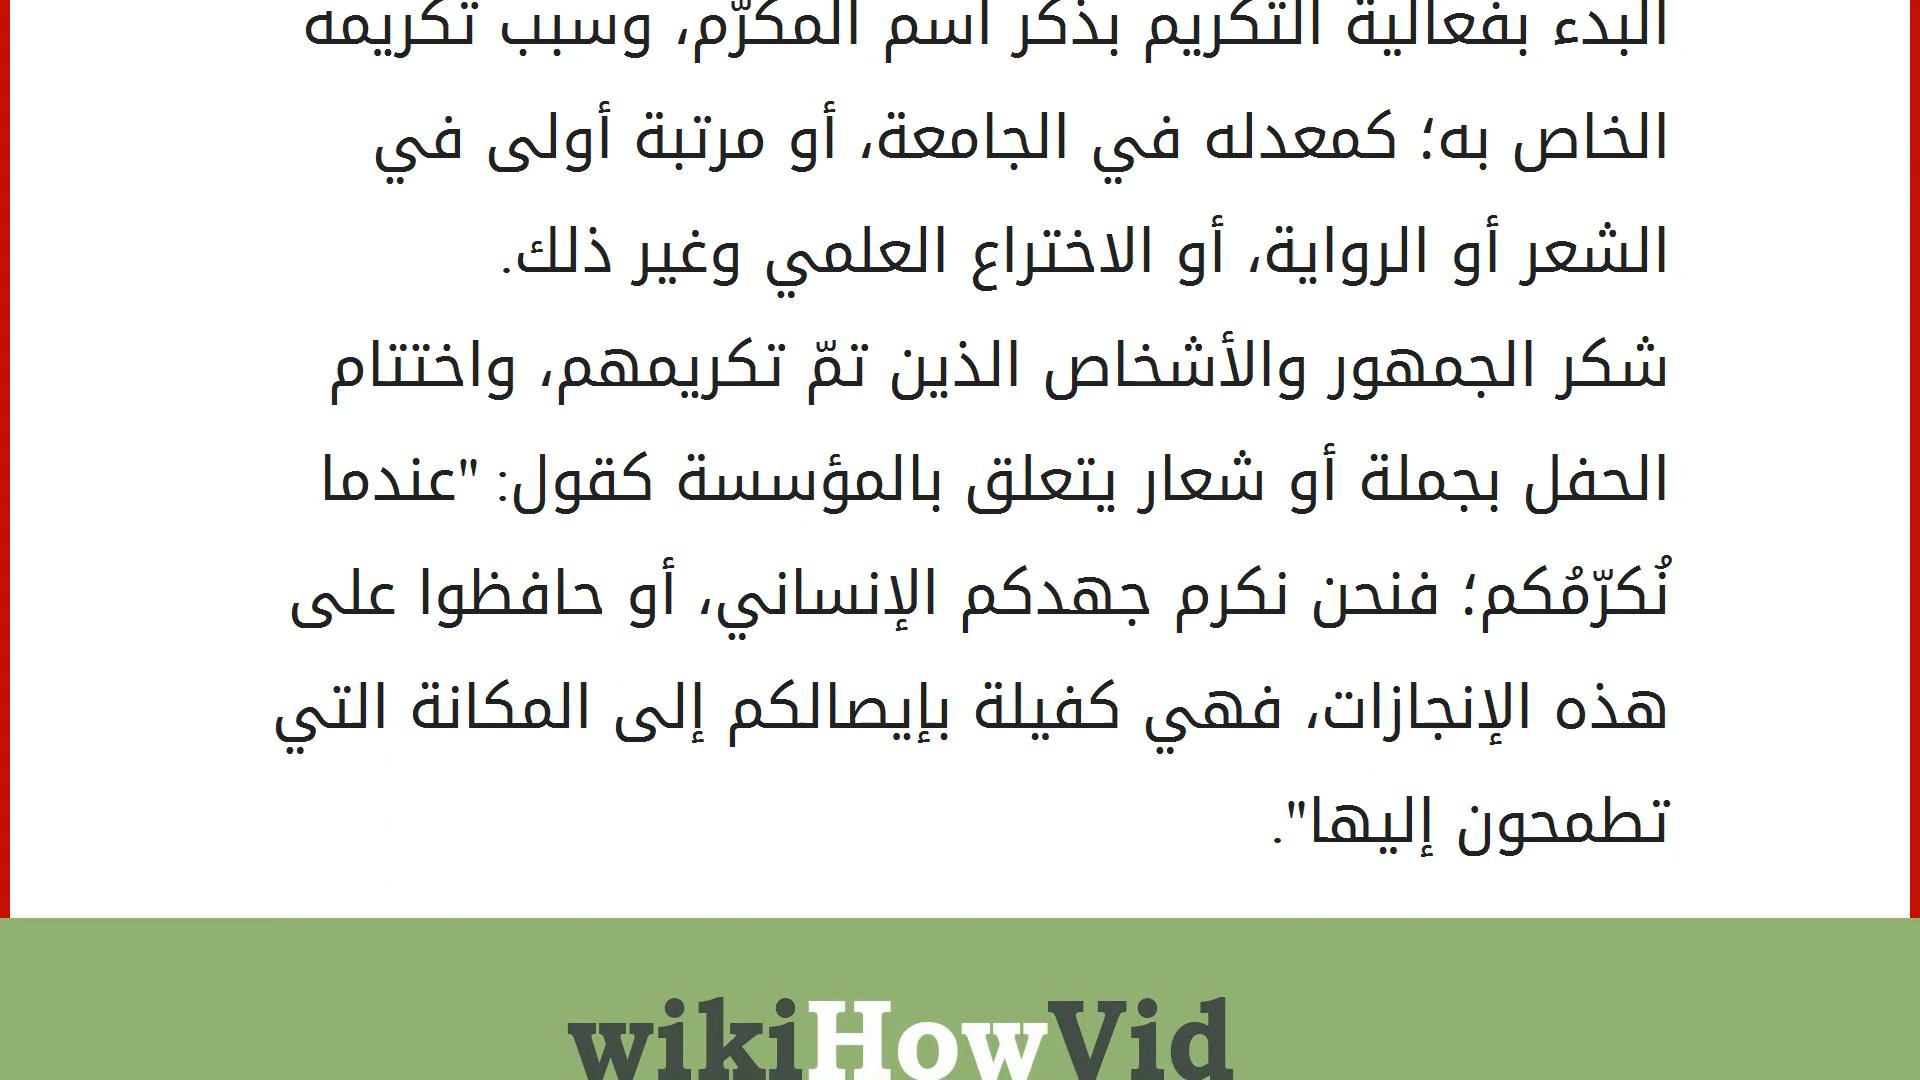 البدء بفعالية التكريم بذكر اسم المكرّم، وسبب تكريمه
الخاص به؛ كمعدله في الجامعة، أو مرتبة أولى في
الشعر أو الرواية، أو الاختراع العلمي وغير ذلك.
شكر الجمهور والأشخاص الذين تمّ تكريمهم، واختتام
الحفل بجملة أو شعار يتعلق بالمؤسسة كقول: "عندما
نُكرّمُكم؛ فنحن نكرم جهدكم الإنساني، أو حافظوا على
هذه الإنجازات، فهي كفيلة بإيصالكم إلى المكانة التي
تطمحون إليها".
wikiHowVid